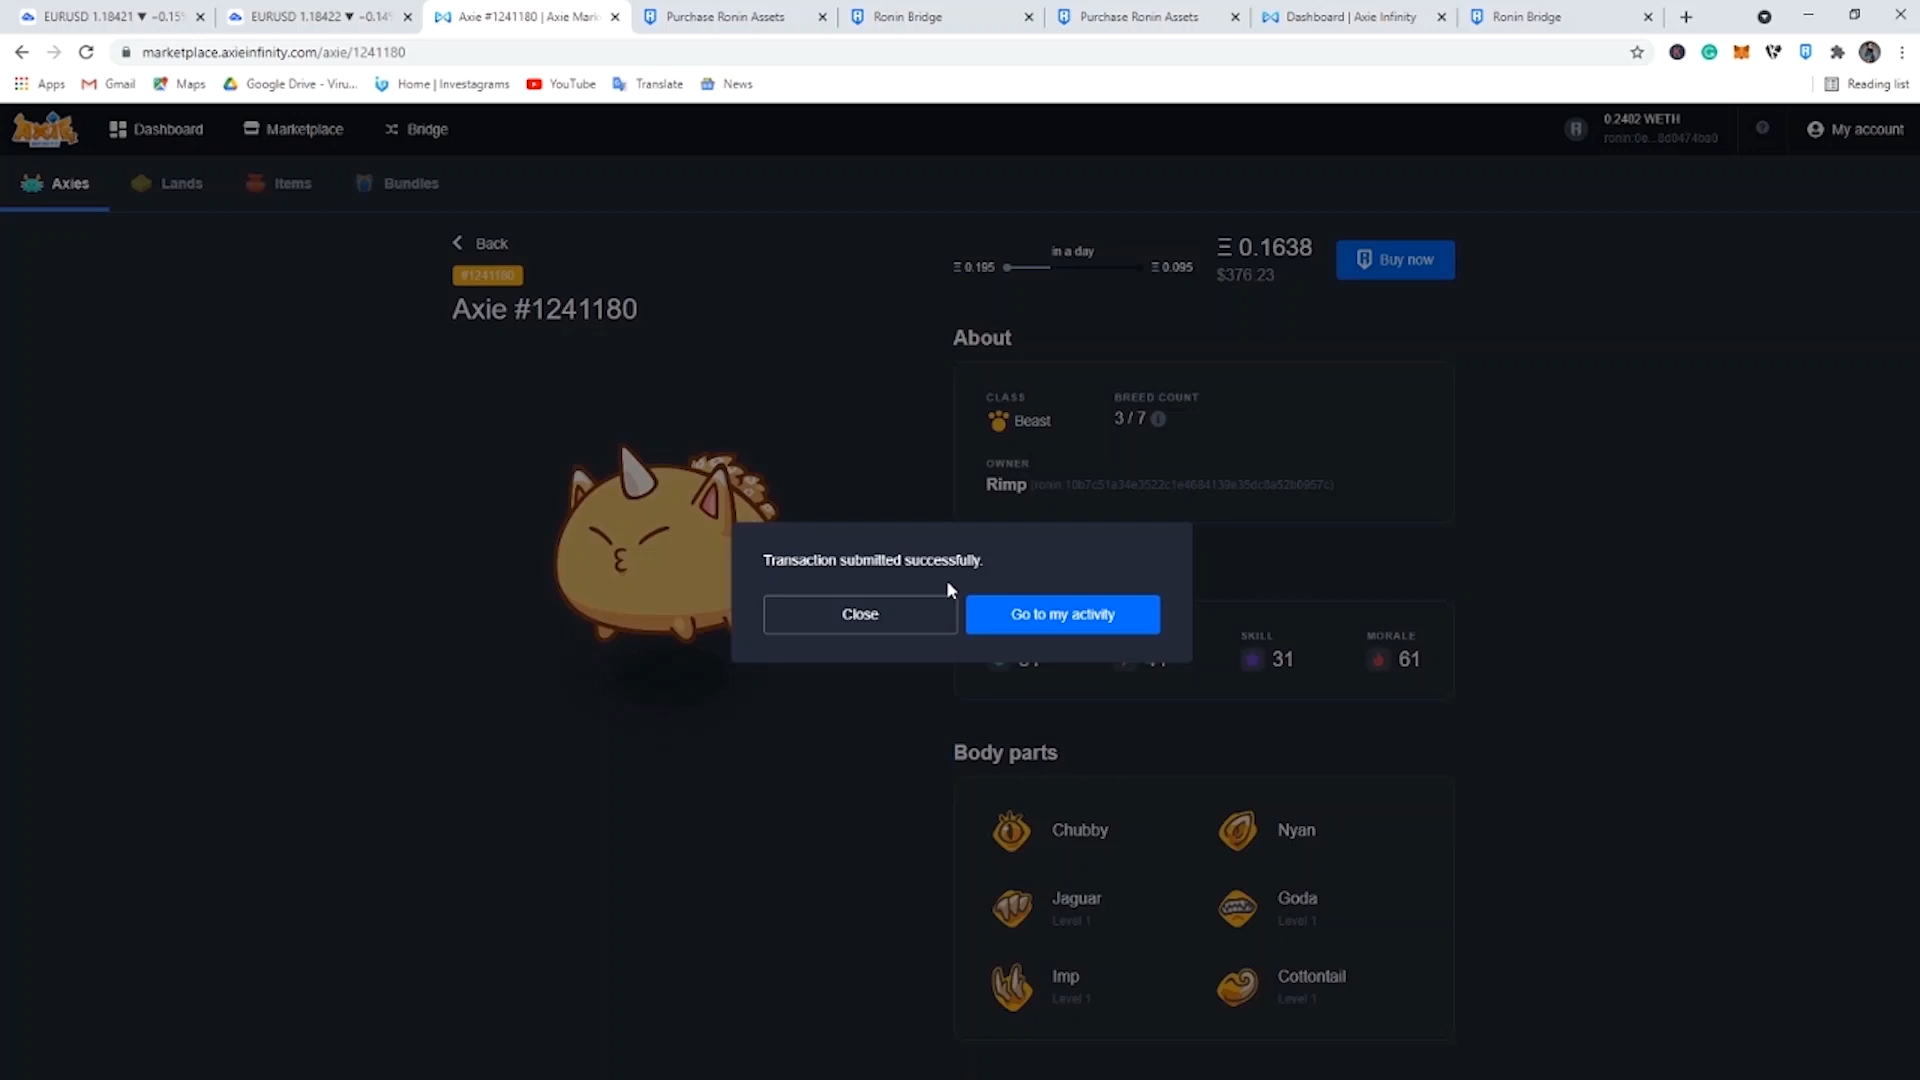 EURUSD 1.18421 ▼ −0.15
EURUSD 1.18422 ▼ −0.14
Axie #1241180 | Axie Mark
Purchase Ronin Assets
Ronin Bridge
Purchase Ronin Assets
Dashboard | Axie Infinity
Ronin Bridge
marketplace.axieinfinity.com/axie/1241180
Apps
Gmail
Maps
Google Drive - Viru...
Home | Investagrams
YouTube
Translate
News
Reading list
AXIE
Dashboard
Marketplace
Bridge
0.2402 WETH
My account
Axies
Lands
Items
Bundles
Back
#1241180
Axie #1241180
Ξ 0.195
in a day
Ξ 0.095
Ξ 0.1638
$376.23
Buy now
About
CLASS
Beast
BREED COUNT
3 / 7
OWNER
Rimp
Transaction submitted successfully.
Close
Go to my activity
SKILL
31
MORALE
61
Body parts
Chubby
Nyan
Jaguar
Level 1
Goda
Level 1
Imp
Level 1
Cottontail
Level 1